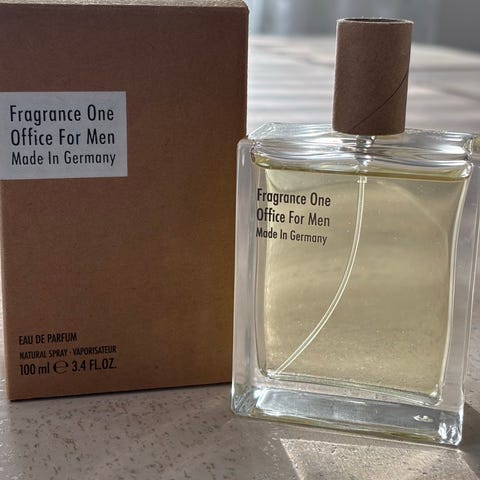 Fragrance One
Office For Men
Made In Germany
EAU DE PARFUM
NATURAL SPRAY · VAPORISATEUR
100 ml ℮ 3.4 FL.OZ.
Fragrance One
Office For Men
Made In Germany